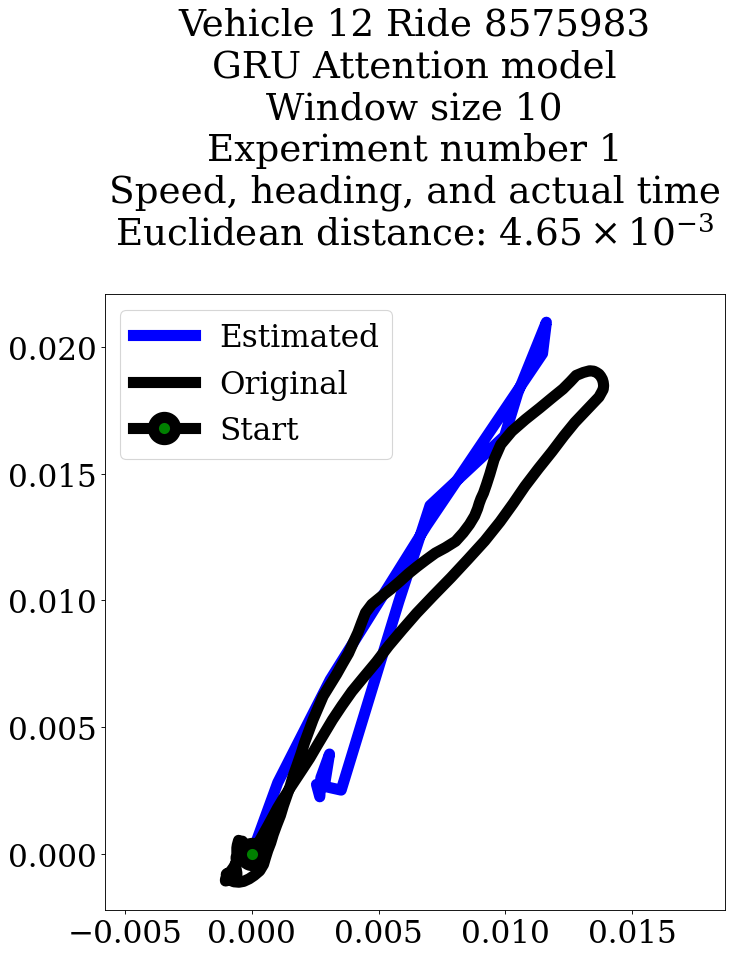 Vehicle 12 Ride 8575983
GRU Attention model
Window size 10
Experiment number 1
Speed, heading, and actual time
Euclidean distance: 4.65 × 10⁻³
Estimated
Original
Start
0.020
0.015
0.010
0.005
0.000
−0.005 0.000 0.005 0.010 0.015